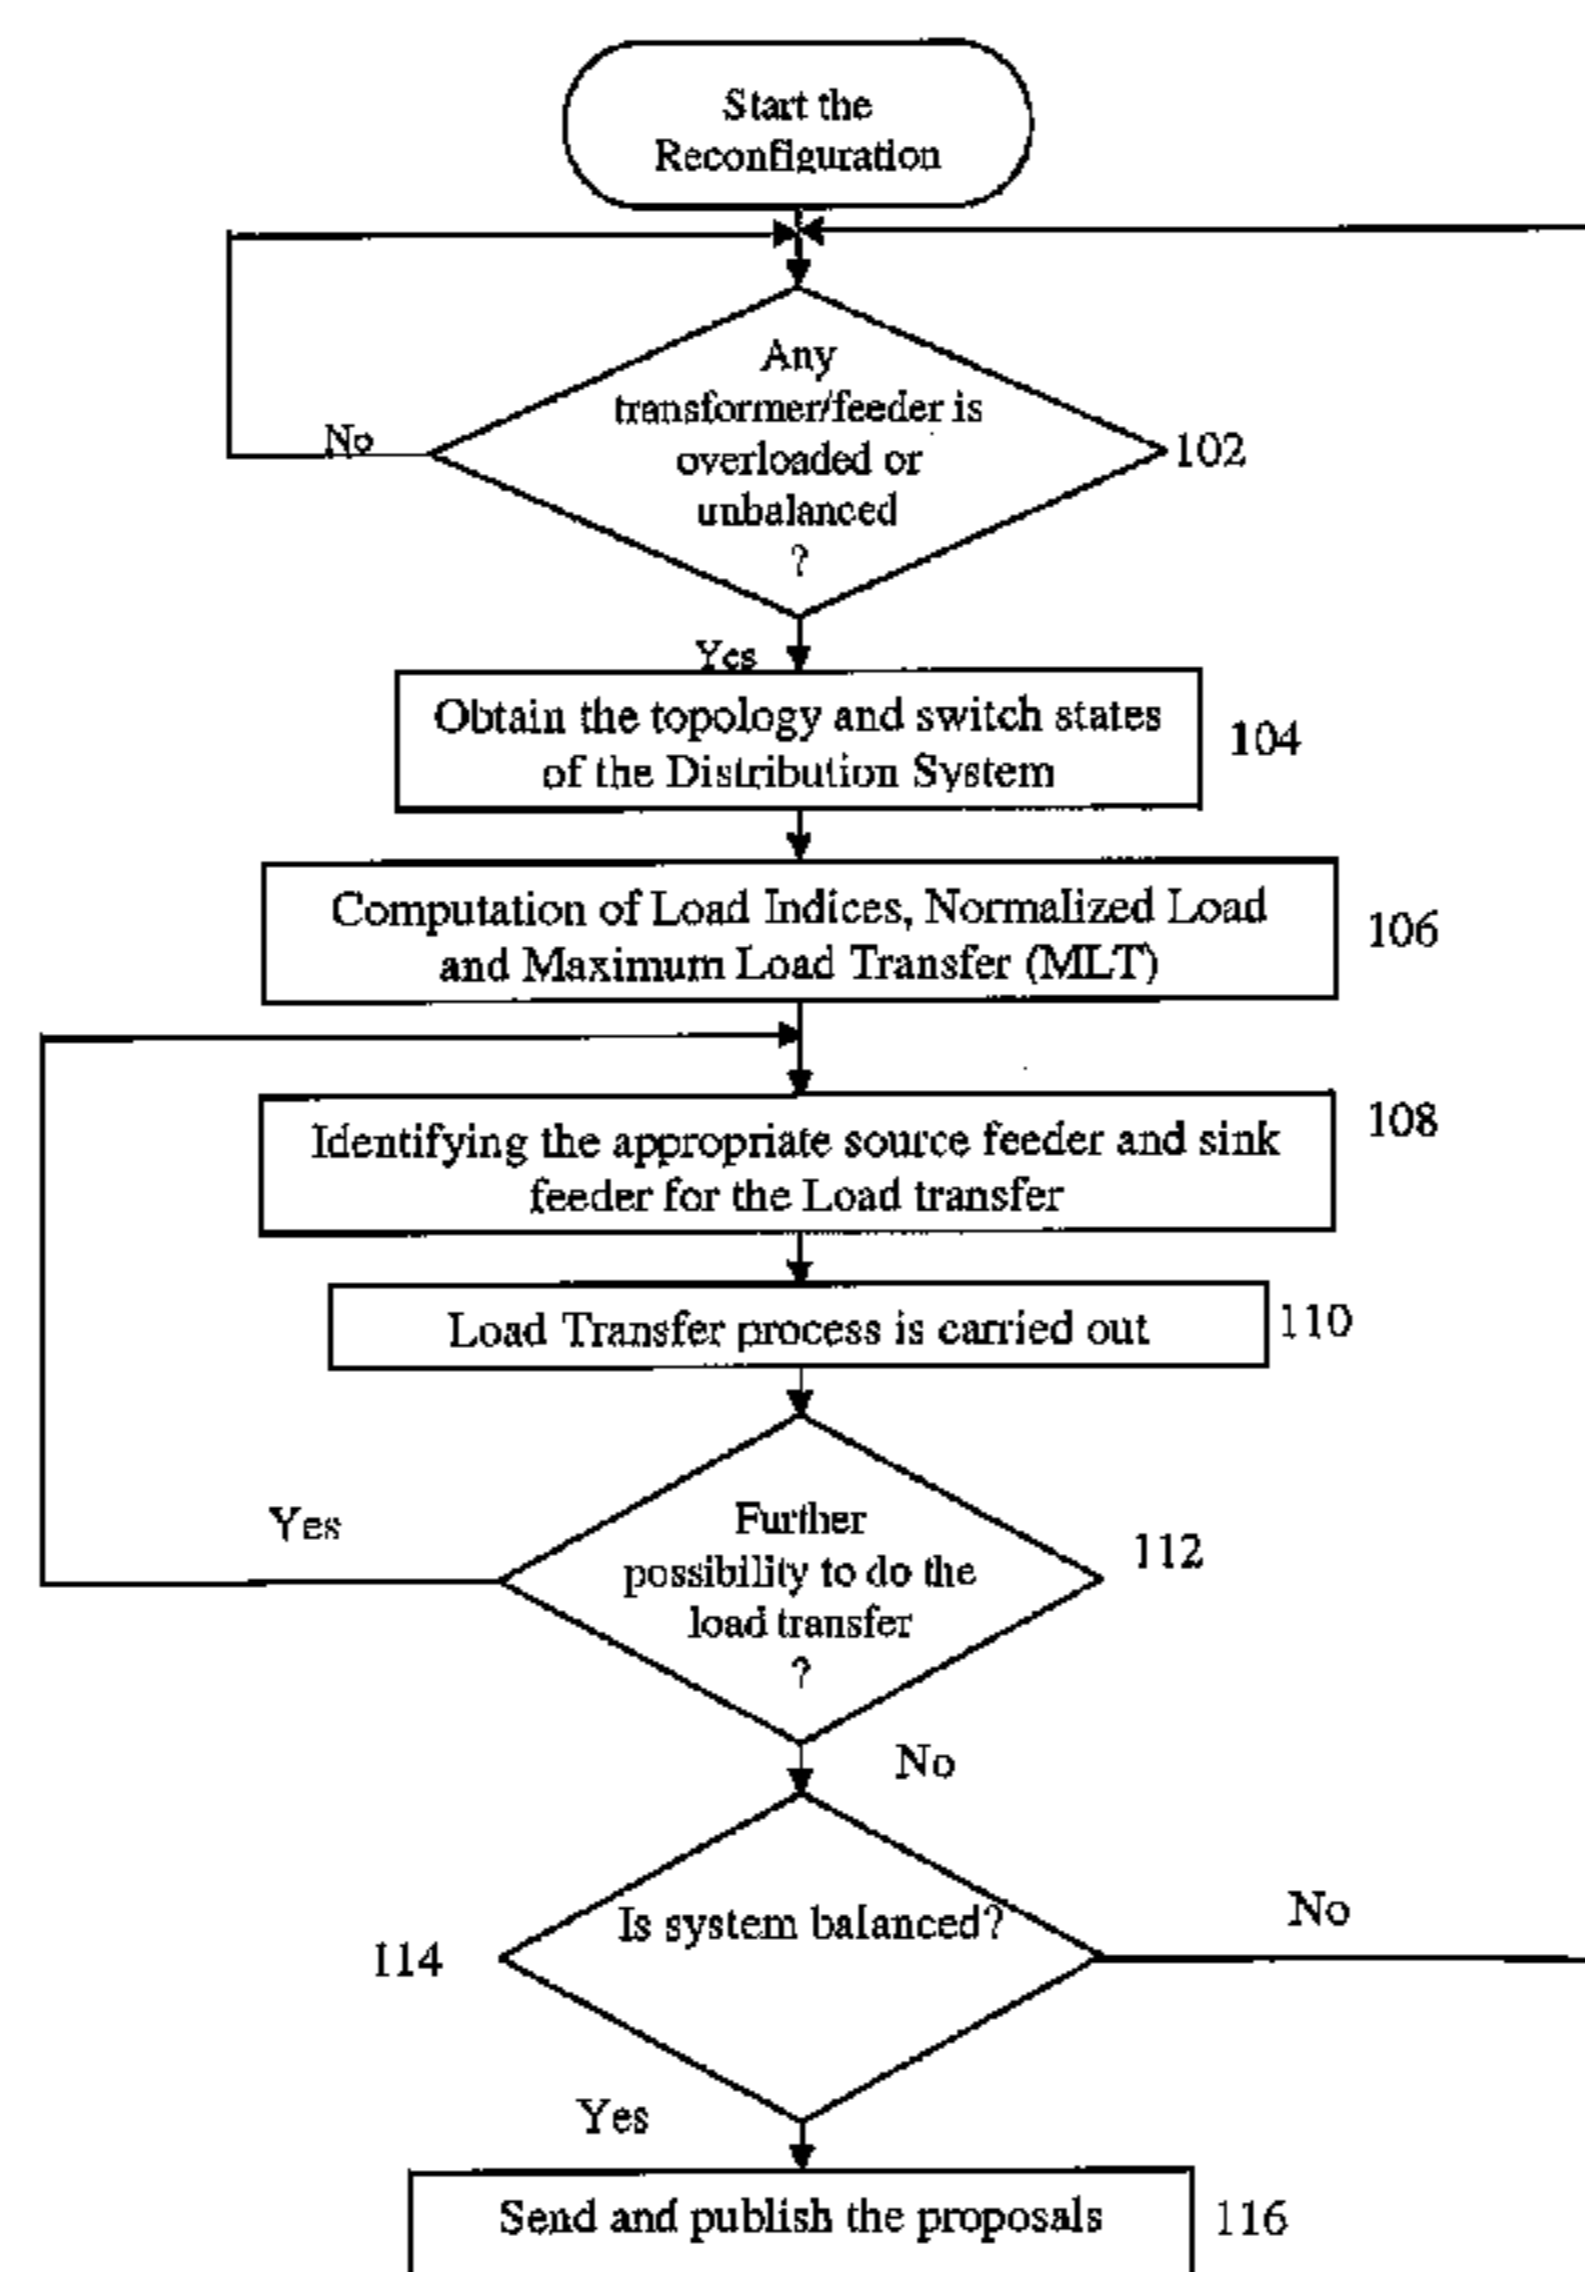 Start the
Reconfiguration
Any
transformer/feeder is
overloaded or
unbalanced
?
No
102
Yes
Obtain the topology and switch states
of the Distribution System
104
Computation of Load Indices, Normalized Load
and Maximum Load Transfer (MLT)
106
Identifying the appropriate source feeder and sink
feeder for the Load transfer
108
Load Transfer process is carried out
110
Further
possibility to do the
load transfer
?
Yes
112
No
Is system balanced?
No
114
Yes
Send and publish the proposals
116